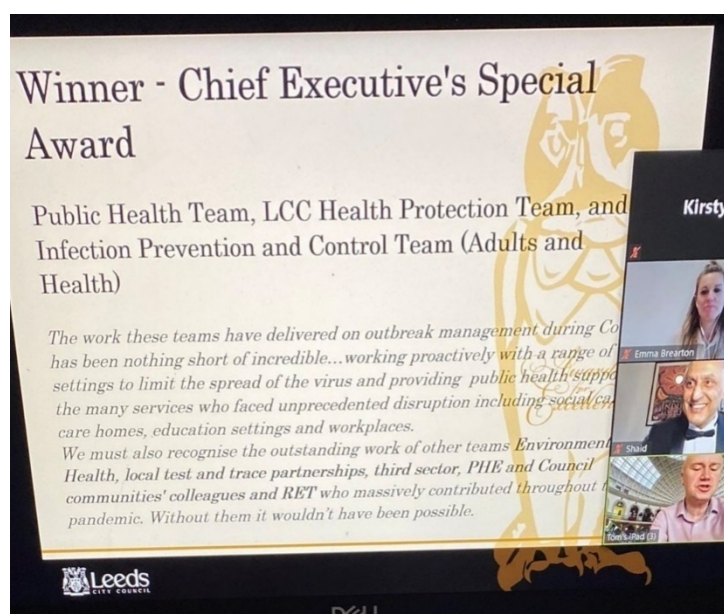 Winner - Chief Executive's Special
Award
Public Health Team, LCC Health Protection Team, and
Infection Prevention and Control Team (Adults and
Health)
The work these teams have delivered on outbreak management during Co
has been nothing short of incredible...working proactively with a range of
settings to limit the spread of the virus and providing public health suppo
the many services who faced unprecedented disruption including social ca
care homes, education settings and workplaces.
We must also recognise the outstanding work of other teams Environment
Health, local test and trace partnerships, third sector, PHE and Council
communities' colleagues and RET who massively contributed throughout t
pandemic. Without them it wouldn't have been possible.
Leeds
CITY COUNCIL
Kirsty
Emma Brearton
Shaid
Tom's iPad (3)
DELL